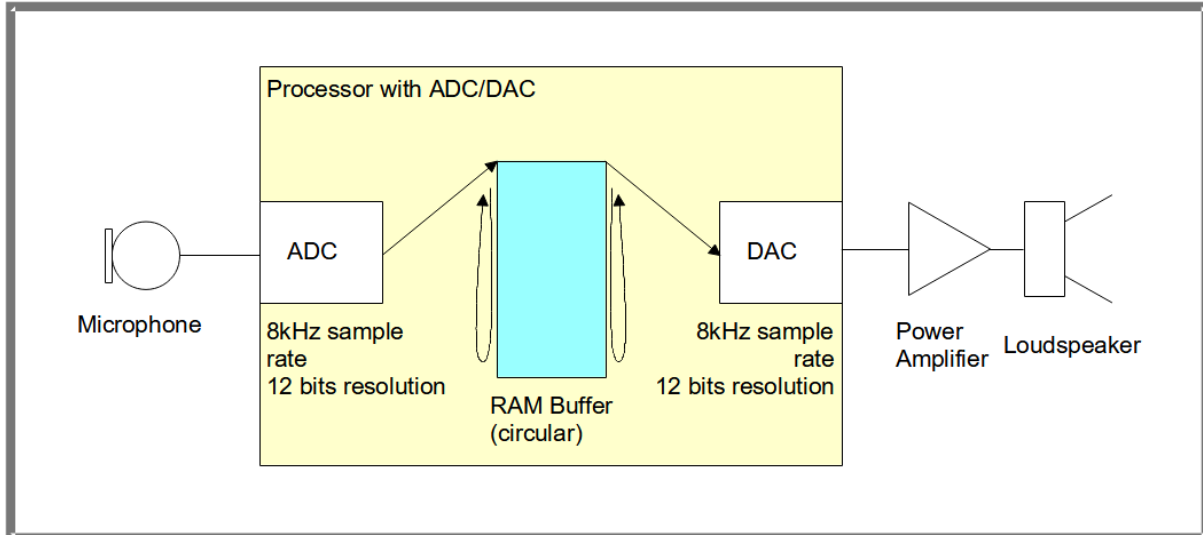 Processor with ADC/DAC
ADC
DAC
Microphone
8kHz sample
rate
12 bits resolution
RAM Buffer
(circular)
8kHz sample
rate
12 bits resolution
Power
Amplifier
Loudspeaker